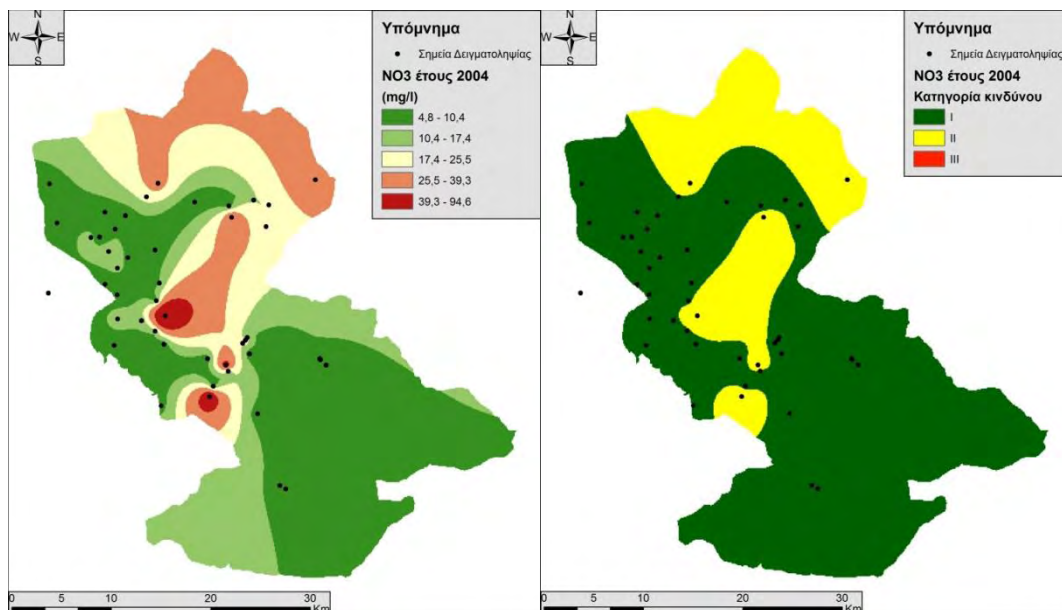 N
W E
S
Υπόμνημα
Σημεία Δειγματοληψίας
NO3 έτους 2004
(mg/l)
4,8 - 10,4
10,4 - 17,4
17,4 - 25,5
25,5 - 39,3
39,3 - 94,6
0 5 10 20 30
Km
N
W E
S
Υπόμνημα
Σημεία Δειγματοληψίας
NO3 έτους 2004
Κατηγορία κινδύνου
I
II
III
0 5 10 20 30
Km